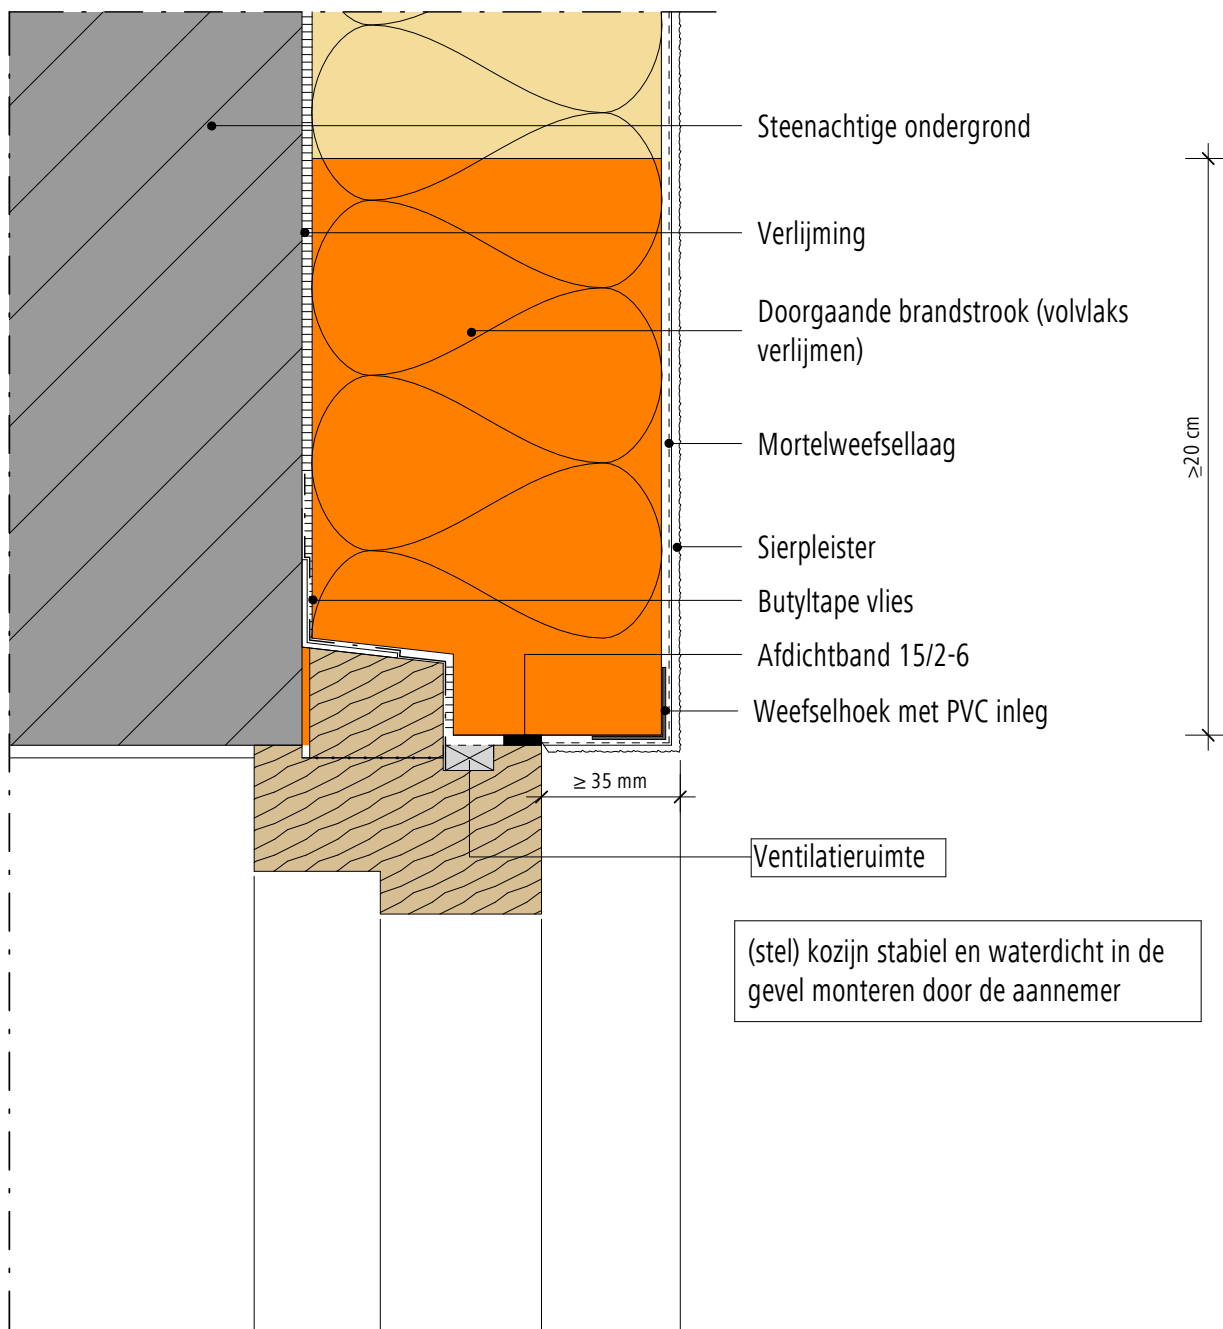 Steenachtige ondergrond
Verlijming
Doorgaande brandstrook (volvlaks
verlijmen)
Mortelweefsellaag
≥20 cm
Sierpleister
Butyltape vlies
Afdichtband 15/2-6
Weefselhoek met PVC inleg
≥ 35 mm
Ventilatieruimte
(stel) kozijn stabiel en waterdicht in de
gevel monteren door de aannemer